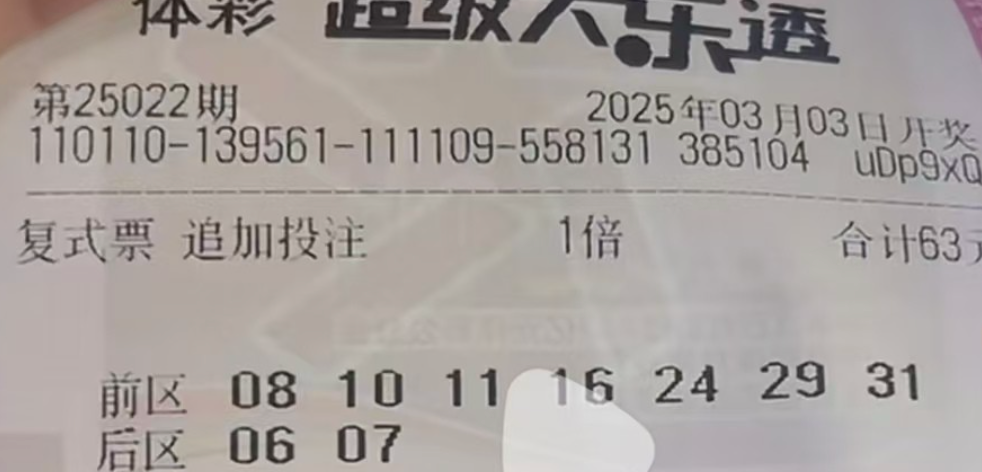 体彩 超级大乐透
第25022期 2025年03月03日开奖
110110-139561-111109-558131 385104 uDp9xQ
复式票 追加投注 1倍 合计63元
前区 08 10 11 16 24 29 31
后区 06 07